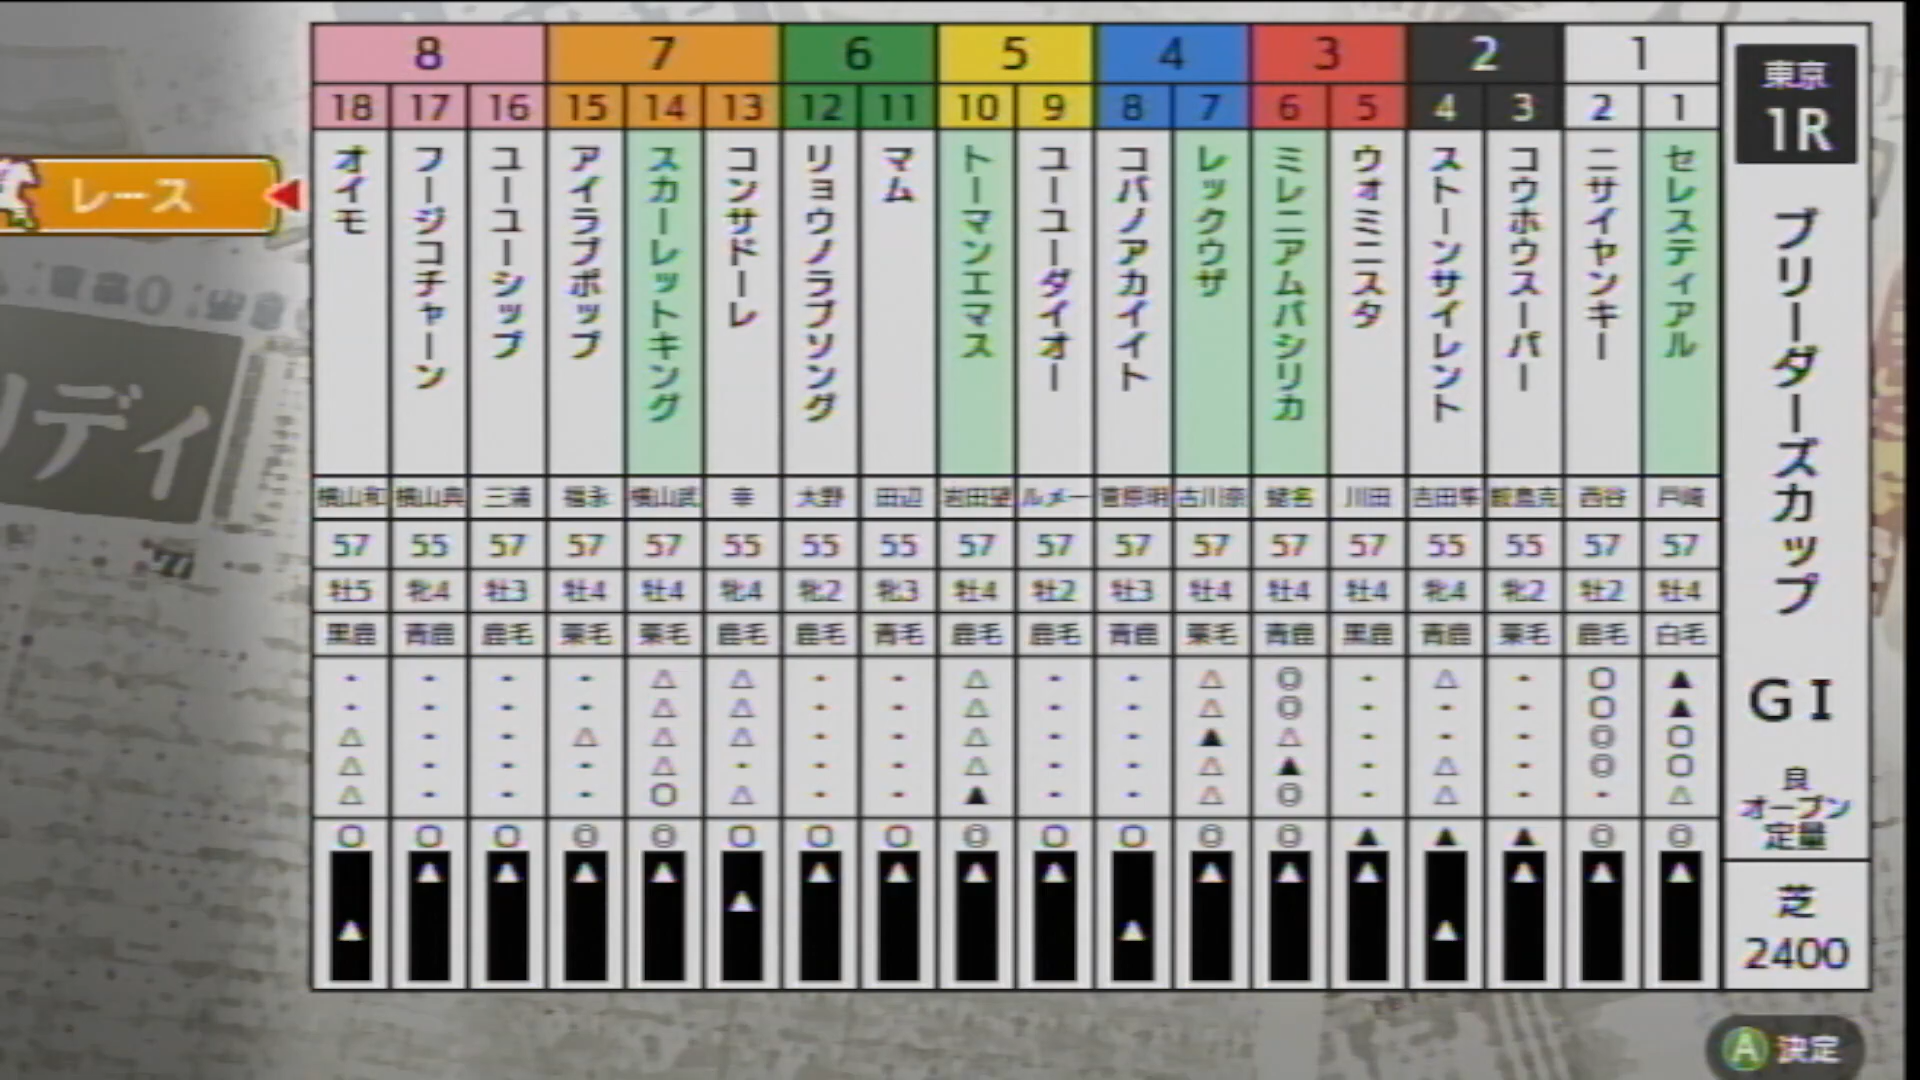 レース
リディ
東京
1R
ブリーダーズカップ
GI
良
オープン
定量
芝
2400
8 7 6 5 4 3 2 1
18 17 16 15 14 13 12 11 10 9 8 7 6 5 4 3 2 1
セレスティアル
ニサイヤンキー
コウホウスーパー
ストーンサイレント
ウォミニスタ
ミレニアムバシリカ
レックウザ
コバノアカイイト
ユーユーダイオー
トーマンエマス
マム
リョウノラブソング
コンサドーレ
スカーレットキング
アイラブポップ
ユーユーシップ
フージコチャーン
オイモ
横山和 横山典 三浦 福永 横山武 幸 大野 田辺 岩田望 ルメー 菅原明 古川奈 蛯名 川田 吉田隼 鮫島克 西谷 戸崎
57 55 57 57 57 55 55 55 57 57 57 57 57 57 55 55 57 57
牡5 牝4 牡3 牡4 牡4 牝4 牝2 牝3 牡4 牡2 牡3 牡4 牡4 牡4 牝4 牝2 牡2 牡4
黒鹿 青鹿 鹿毛 栗毛 栗毛 鹿毛 鹿毛 青毛 鹿毛 鹿毛 青鹿 栗毛 青鹿 黒鹿 青鹿 栗毛 鹿毛 白毛
- - - - △ △ - - △ - - △ ◎ - △ - ○ ▲
- - - - △ △ - - △ - - △ ◎ - - - ○ ▲
△ - - △ △ △ - - △ - - ▲ △ - - - ◎ ○
△ - - - △ - - - △ - - △ ▲ - △ - ◎ ○
△ - - - ○ △ - - ▲ - - △ ◎ - △ - - △
○ ○ ○ ◎ ◎ ○ ○ ○ ◎ ○ ○ ◎ ◎ ▲ ▲ ▲ ◎ ◎
A 決定